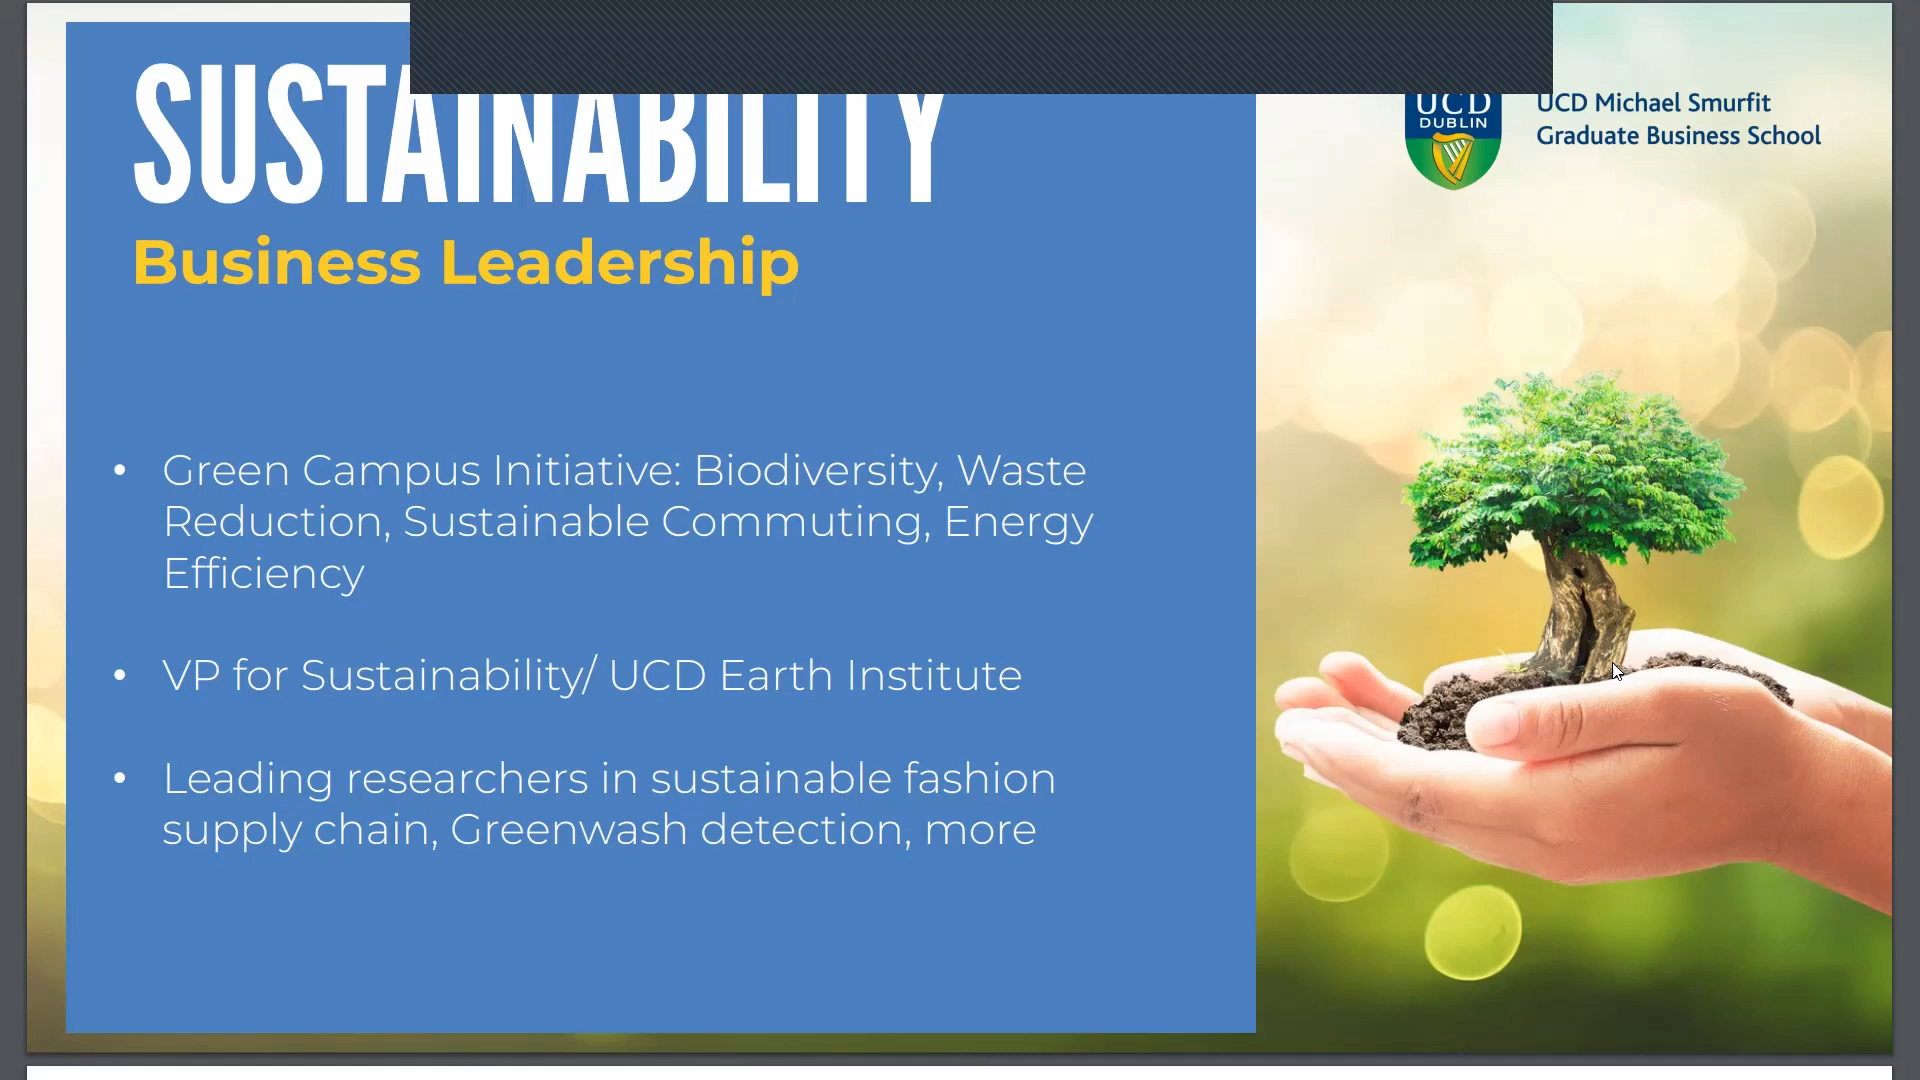 SUSTAINABILITY
Business Leadership
UCD
DUBLIN
UCD Michael Smurfit
Graduate Business School
• Green Campus Initiative: Biodiversity, Waste
Reduction, Sustainable Commuting, Energy
Efficiency
• VP for Sustainability/ UCD Earth Institute
• Leading researchers in sustainable fashion
supply chain, Greenwash detection, more